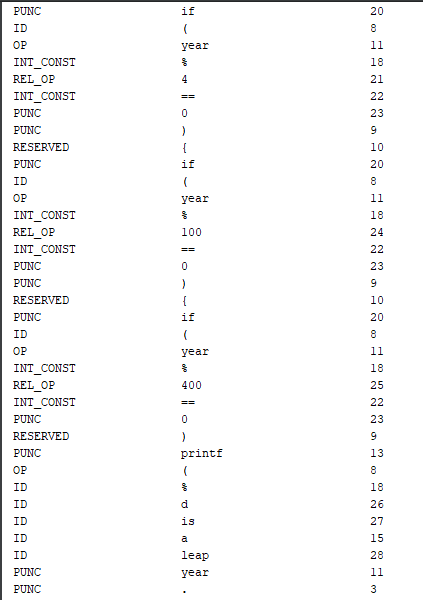 PUNC if 20
ID ( 8
OP year 11
INT_CONST % 18
REL_OP 4 21
INT_CONST == 22
PUNC 0 23
PUNC ) 9
RESERVED { 10
PUNC if 20
ID ( 8
OP year 11
INT_CONST % 18
REL_OP 100 24
INT_CONST == 22
PUNC 0 23
PUNC ) 9
RESERVED { 10
PUNC if 20
ID ( 8
OP year 11
INT_CONST % 18
REL_OP 400 25
INT_CONST == 22
PUNC 0 23
RESERVED ) 9
PUNC printf 13
OP ( 8
ID % 18
ID d 26
ID is 27
ID a 15
ID leap 28
PUNC year 11
PUNC . 3